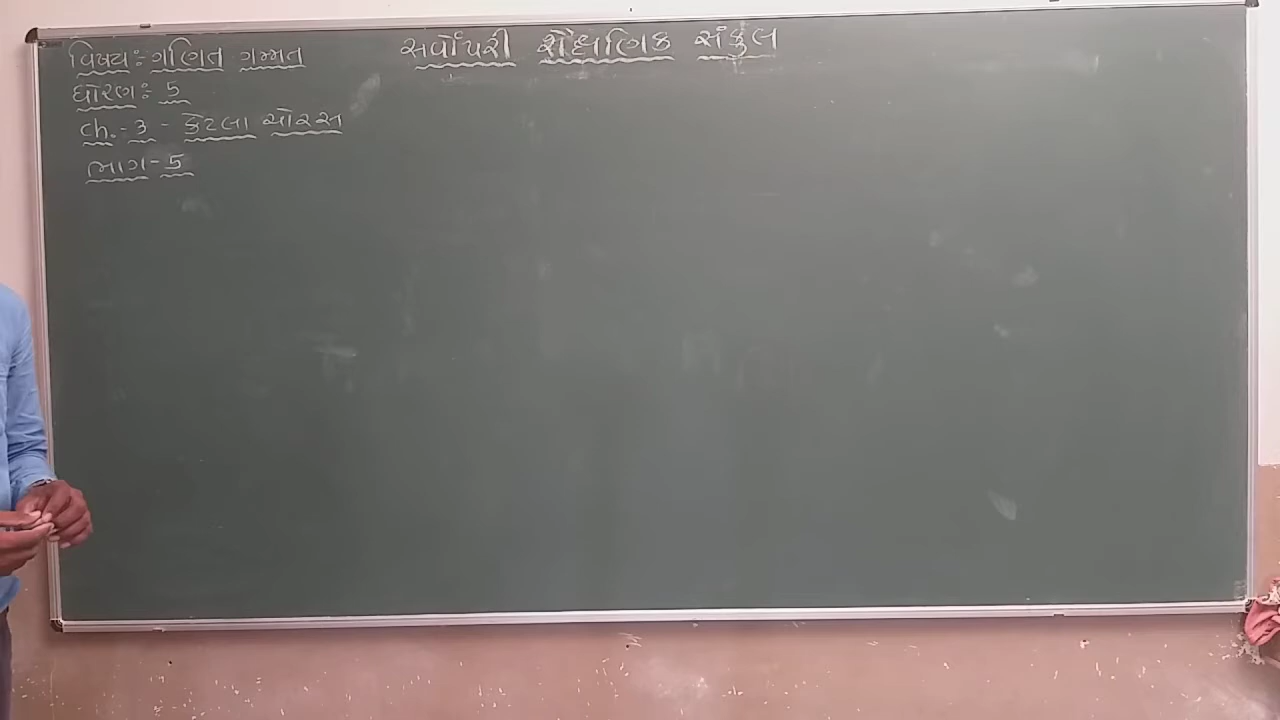 સર્વોપરી શૈક્ષણિક સંકુલ
વિષય : ગણિત ગમ્મત
ધોરણ : 5
ch. - 3 - કેટલા ચોરસ
ભાગ - 5